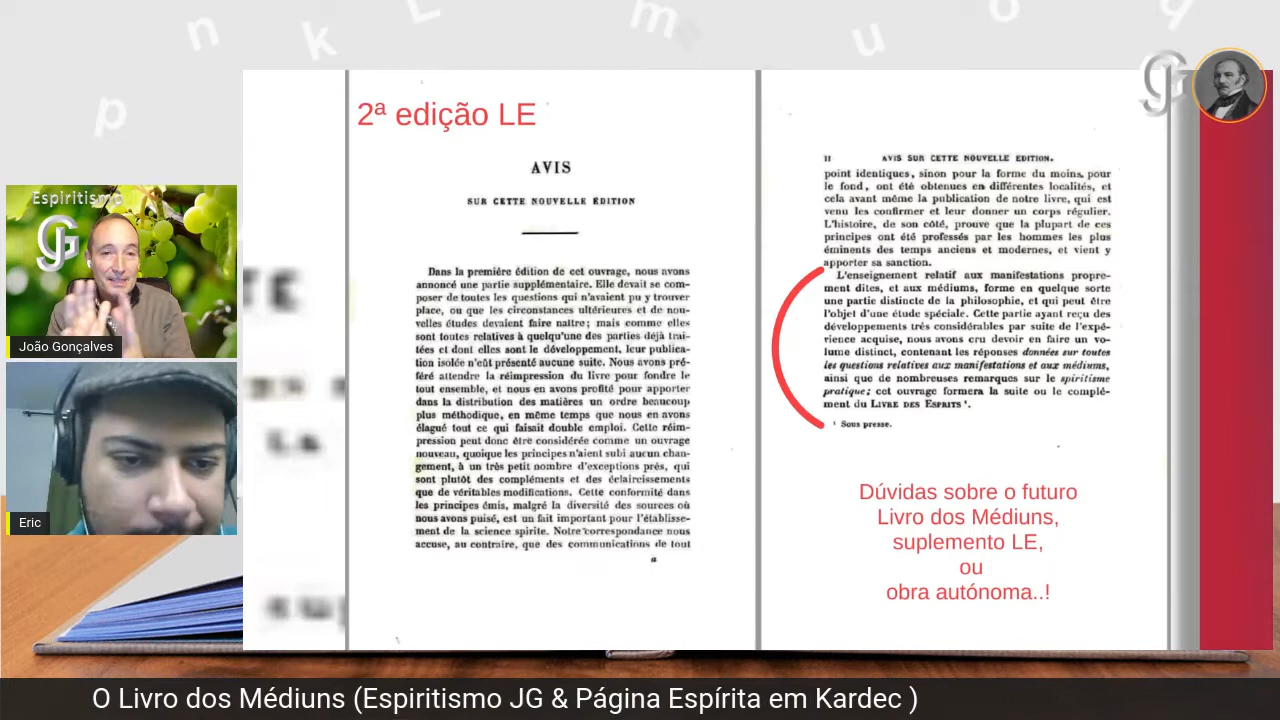 n
k
L
m
u
o
q
p
2ª edição LE
AVIS
SUR CETTE NOUVELLE ÉDITION
Dans la première édition de cet ouvrage, nous avons
annoncé une partie supplémentaire. Elle devait se com-
poser de toutes les questions qui n'avaient pu y trouver
place, ou que les circonstances ultérieures et de nou-
velles études devaient faire naître; mais comme elles
sont toutes relatives à quelqu'une des parties déjà trai-
tées et dont elles sont le développement, leur publica-
tion isolée n'eût présenté aucune suite. Nous avons pré-
féré attendre la réimpression du livre pour fondre le
tout ensemble, et nous en avons profité pour apporter
dans la distribution des matières un ordre beaucoup
plus méthodique, en même temps que nous en avons
élagué tout ce qui faisait double emploi. Cette réim-
pression peut donc être considérée comme un ouvrage
nouveau, quoique les principes n'aient subi aucun chan-
gement, à un très petit nombre d'exceptions près, qui
sont plutôt des compléments et des éclaircissements
que de véritables modifications. Cette conformité dans
les principes émis, malgré la diversité des sources où
nous avons puisé, est un fait important pour l'établisse-
ment de la science spirite. Notre correspondance nous
accuse, au contraire, que des communications de tout
a
II AVIS SUR CETTE NOUVELLE EDITION.
point identiques, sinon pour la forme du moins pour
le fond, ont été obtenues en différentes localités, et
cela avant même la publication de notre livre, qui est
venu les confirmer et leur donner un corps régulier.
L'histoire, de son côté, prouve que la plupart de ces
principes ont été professés par les hommes les plus
éminents des temps anciens et modernes, et vient y
apporter sa sanction.
L'enseignement relatif aux manifestations propre-
ment dites, et aux médiums, forme en quelque sorte
une partie distincte de la philosophie, et qui peut être
l'objet d'une étude spéciale. Cette partie ayant reçu des
développements très considérables par suite de l'expé-
rience acquise, nous avons cru devoir en faire un vo-
lume distinct, contenant les réponses données sur toutes
les questions relatives aux manifestations et aux médiums,
ainsi que de nombreuses remarques sur le spiritisme
pratique; cet ouvrage formera la suite ou le complé-
ment du LIVRE DES ESPRITS ¹.
¹ Sous presse.
Dúvidas sobre o futuro
Livro dos Médiuns,
suplemento LE,
ou
obra autónoma..!
Espiritismo
JG
João Gonçalves
Eric
JG
O Livro dos Médiuns (Espiritismo JG & Página Espírita em Kardec )